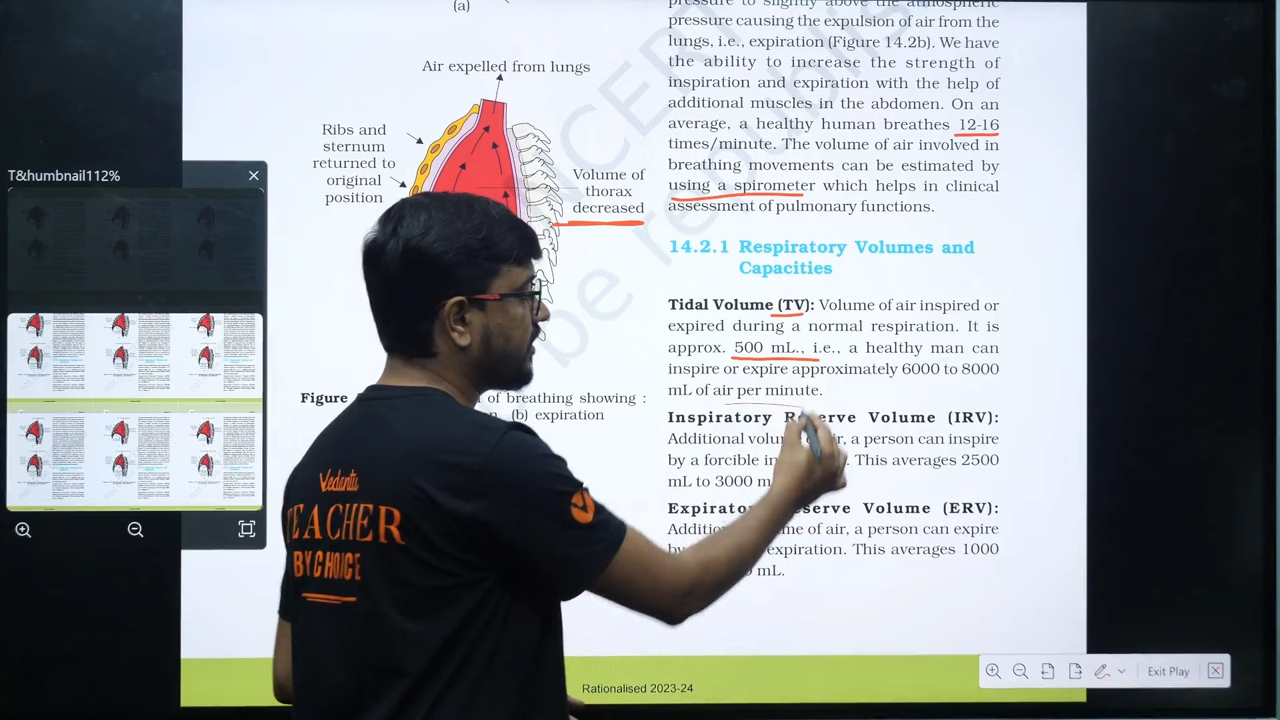 (a)
Air expelled from lungs
Ribs and
sternum
returned to
original
position
Volume of
thorax
decreased
Figure
of breathing showing :
b) expiration
T&humbnail112%
pressure to slightly above the atmospheric
pressure causing the expulsion of air from the
lungs, i.e., expiration (Figure 14.2b). We have
the ability to increase the strength of
inspiration and expiration with the help of
additional muscles in the abdomen. On an
average, a healthy human breathes 12-16
times/minute. The volume of air involved in
breathing movements can be estimated by
using a spirometer which helps in clinical
assessment of pulmonary functions.
14.2.1 Respiratory Volumes and
Capacities
Tidal Volume (TV): Volume of air inspired or
expired during a normal respiration. It is
approx. 500 mL., i.e., a healthy man can
inspire or expire approximately 6000 to 8000
mL of air per minute.
Inspiratory Reserve Volume (IRV):
Additional a person can inspire
by a forcible This averages 2500
mL to 3000
Reserve Volume (ERV):
of air, a person can expire
expiration. This averages 1000
mL.
Vedantu
TEACHER
BY CHOICE
Rationalised 2023-24
Exit Play